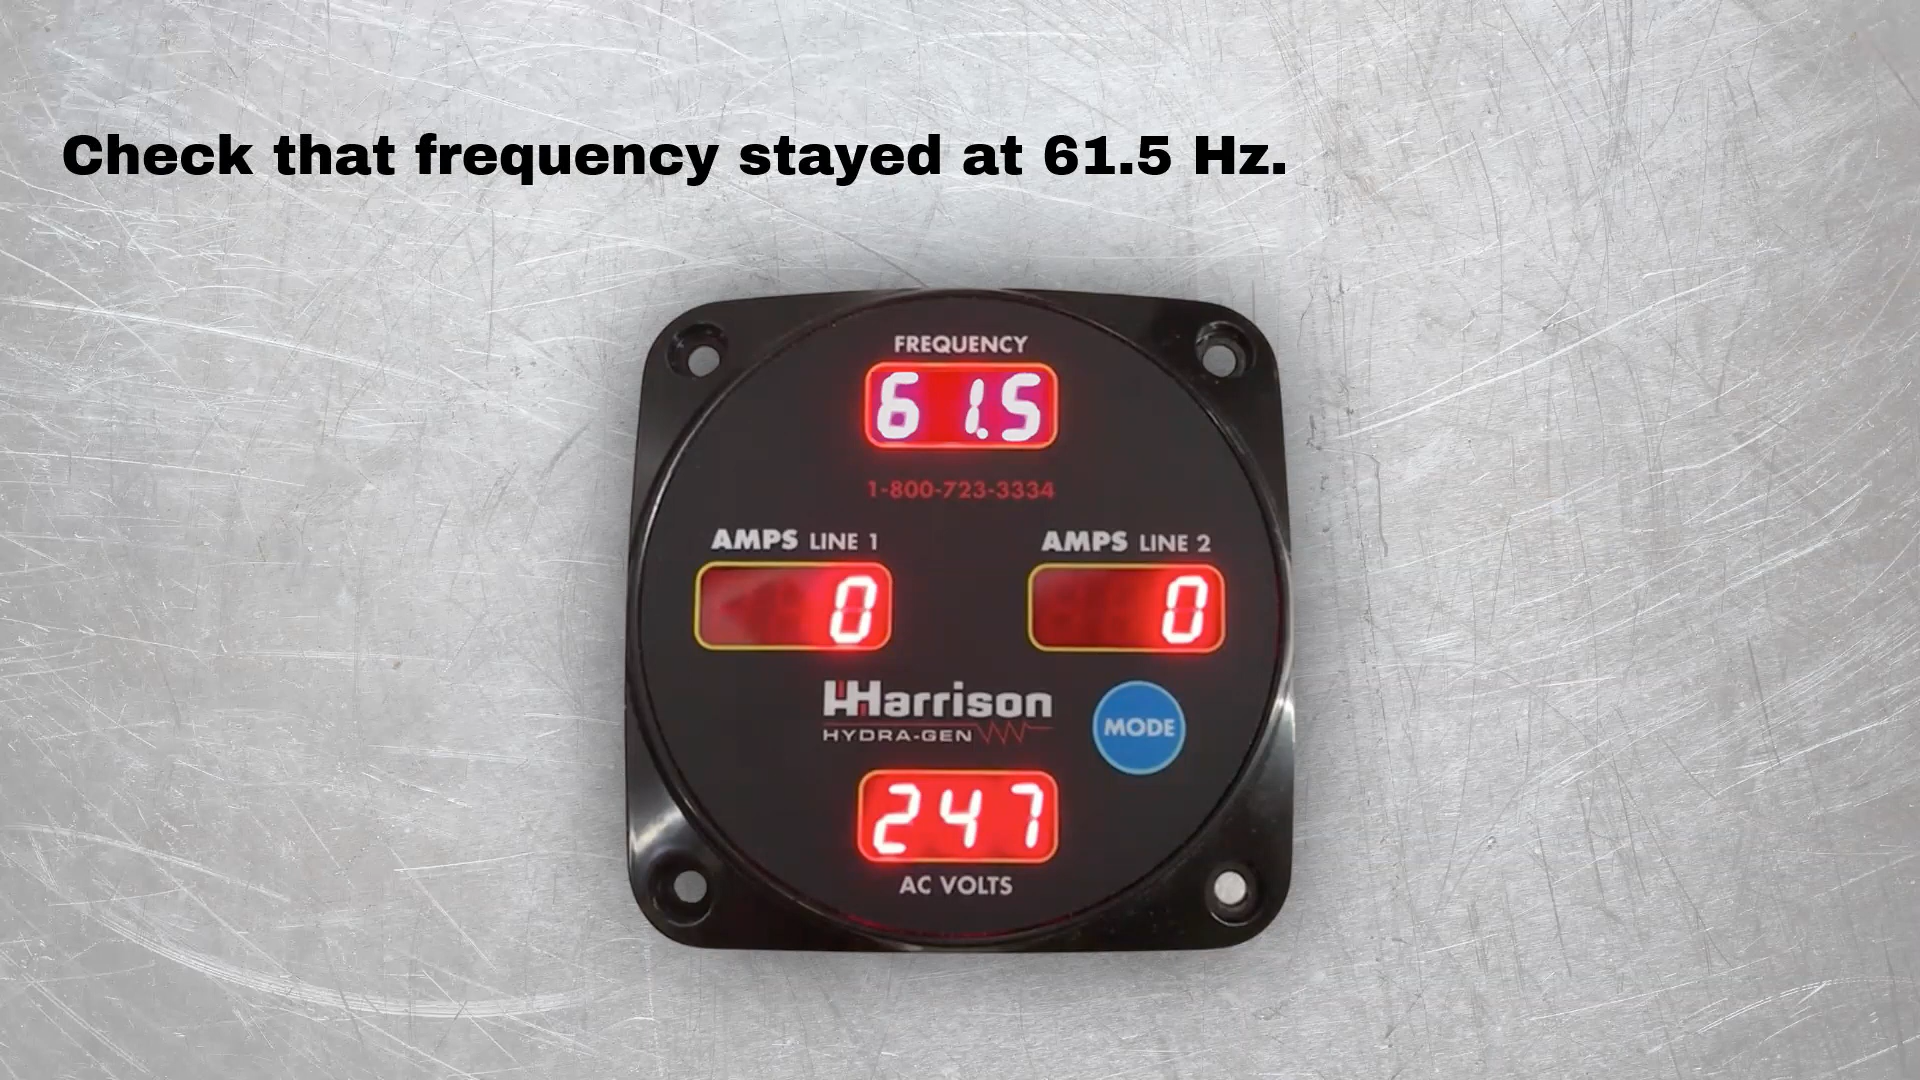 Check that frequency stayed at 61.5 Hz.
FREQUENCY
61.5
1-800-723-3334
AMPS LINE 1
AMPS LINE 2
0
0
Harrison
HYDRA-GEN
MODE
247
AC VOLTS